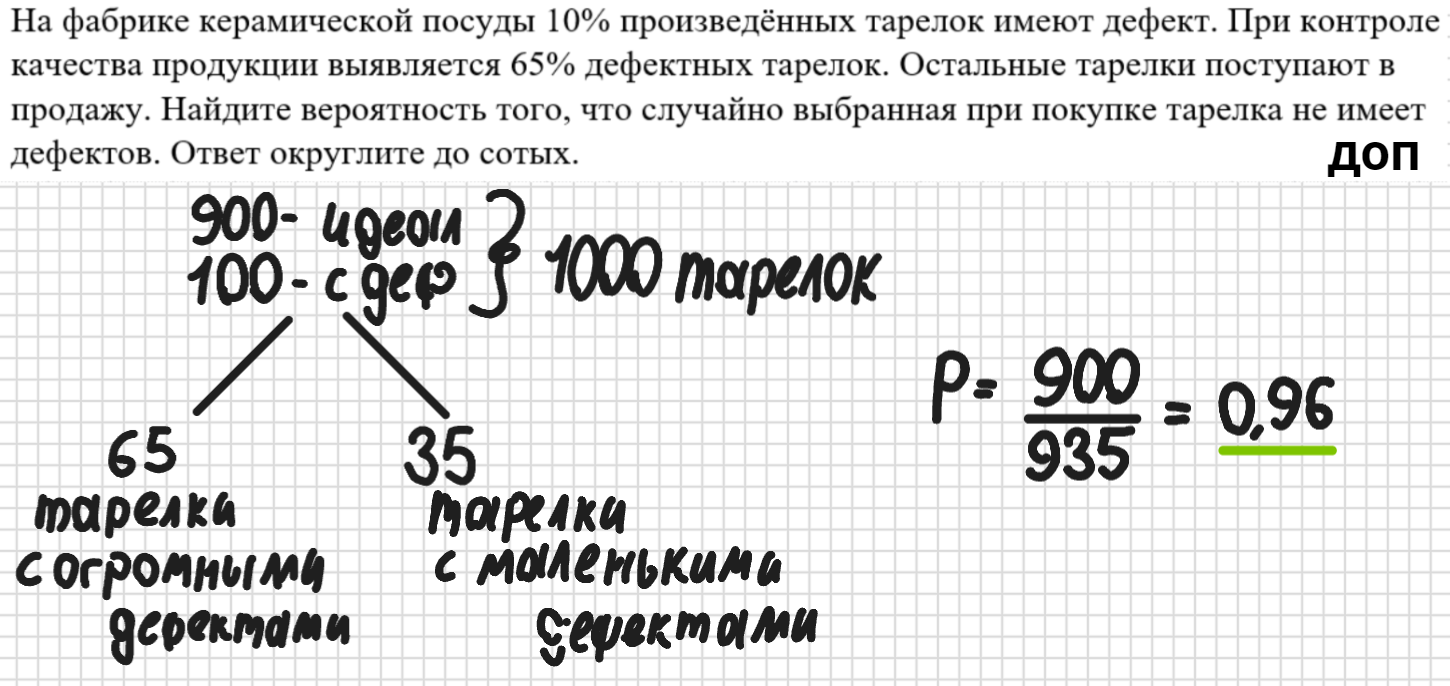 На фабрике керамической посуды 10% произведённых тарелок имеют дефект. При контроле
качества продукции выявляется 65% дефектных тарелок. Остальные тарелки поступают в
продажу. Найдите вероятность того, что случайно выбранная при покупке тарелка не имеет
дефектов. Ответ округлите до сотых.
доп
900- идеал
100- с деф } 1000 тарелок
P = 900/935 = 0,96
65 35
тарелки тарелки
с огромными с маленькими
дефектами дефектами